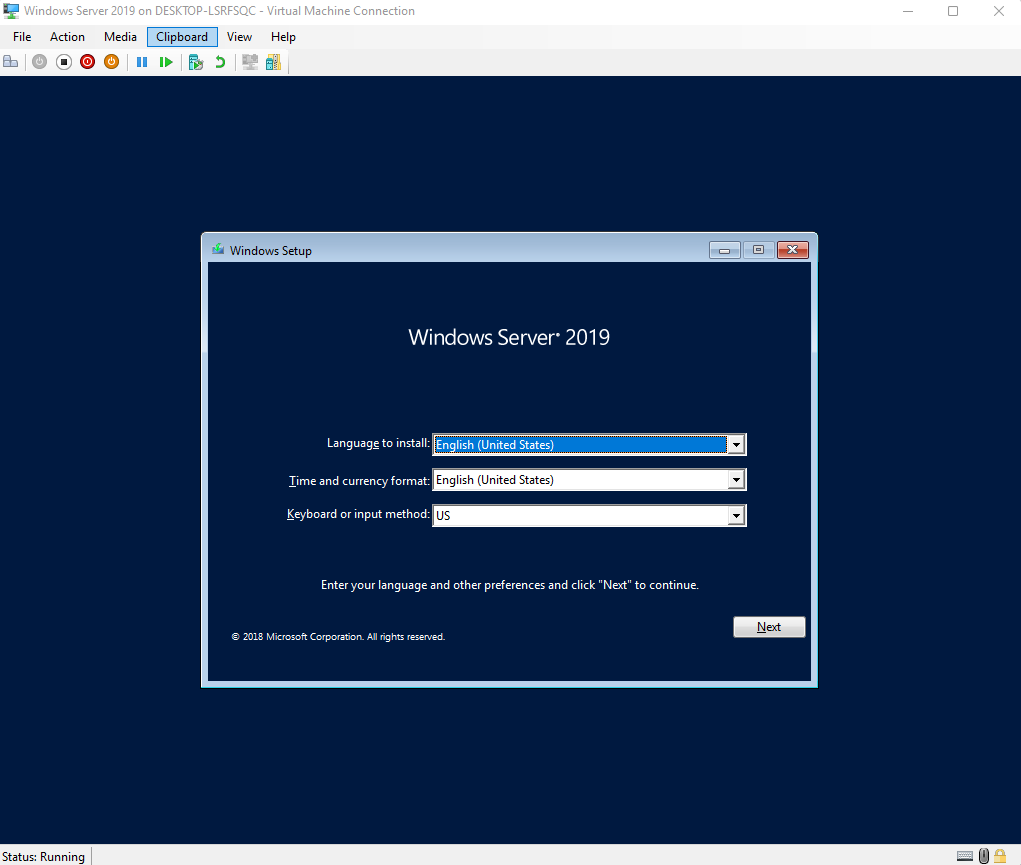 Windows Server 2019 on DESKTOP-LSRFSQC - Virtual Machine Connection
File Action Media Clipboard View Help
Windows Setup
Windows Server® 2019
Language to install: English (United States)
Time and currency format: English (United States)
Keyboard or input method: US
Enter your language and other preferences and click "Next" to continue.
Next
© 2018 Microsoft Corporation. All rights reserved.
Status: Running